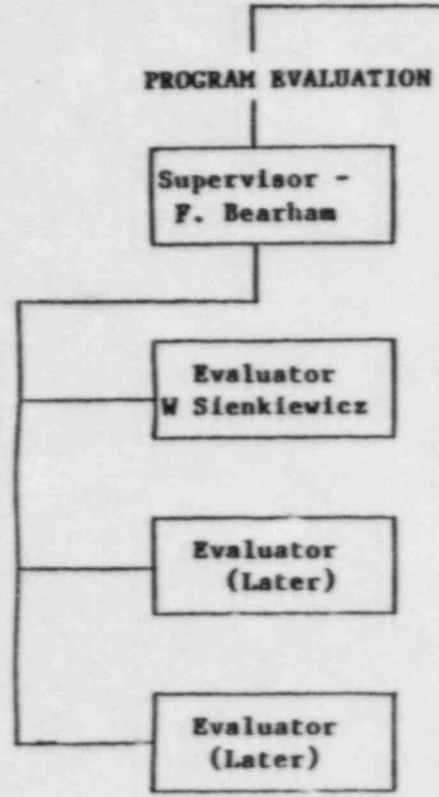 PROGRAM EVALUATION
Supervisor -
F. Bearham
Evaluator
W Sienkiewicz
Evaluator
(Later)
Evaluator
(Later)